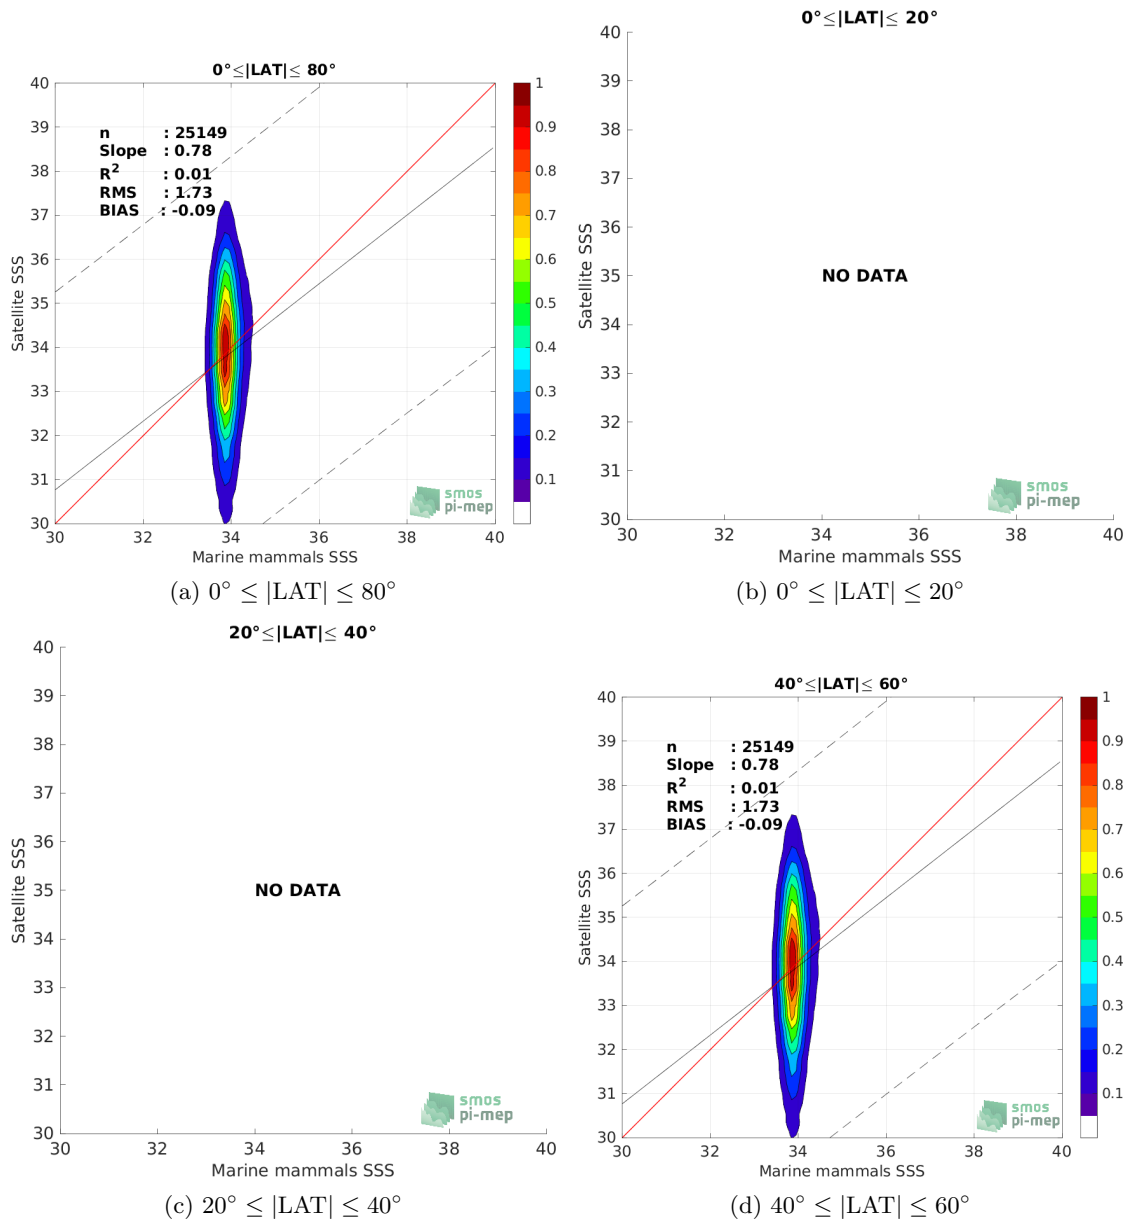 0°≤|LAT|≤ 80°
n : 25149
Slope : 0.78
R² : 0.01
RMS : 1.73
BIAS : -0.09
40
39
38
37
36
35
34
33
32
31
30
30 32 34 36 38 40
Satellite SSS
Marine mammals SSS
1
0.9
0.8
0.7
0.6
0.5
0.4
0.3
0.2
0.1
smos
pi-mep
(a) 0° ≤ |LAT| ≤ 80°
0°≤|LAT|≤ 20°
40
39
38
37
36
35
34
33
32
31
30
30 32 34 36 38 40
Satellite SSS
NO DATA
Marine mammals SSS
smos
pi-mep
(b) 0° ≤ |LAT| ≤ 20°
20°≤|LAT|≤ 40°
40
39
38
37
36
35
34
33
32
31
30
30 32 34 36 38 40
Satellite SSS
NO DATA
Marine mammals SSS
smos
pi-mep
(c) 20° ≤ |LAT| ≤ 40°
40°≤|LAT|≤ 60°
n : 25149
Slope : 0.78
R² : 0.01
RMS : 1.73
BIAS : -0.09
40
39
38
37
36
35
34
33
32
31
30
30 32 34 36 38 40
Satellite SSS
Marine mammals SSS
1
0.9
0.8
0.7
0.6
0.5
0.4
0.3
0.2
0.1
smos
pi-mep
(d) 40° ≤ |LAT| ≤ 60°